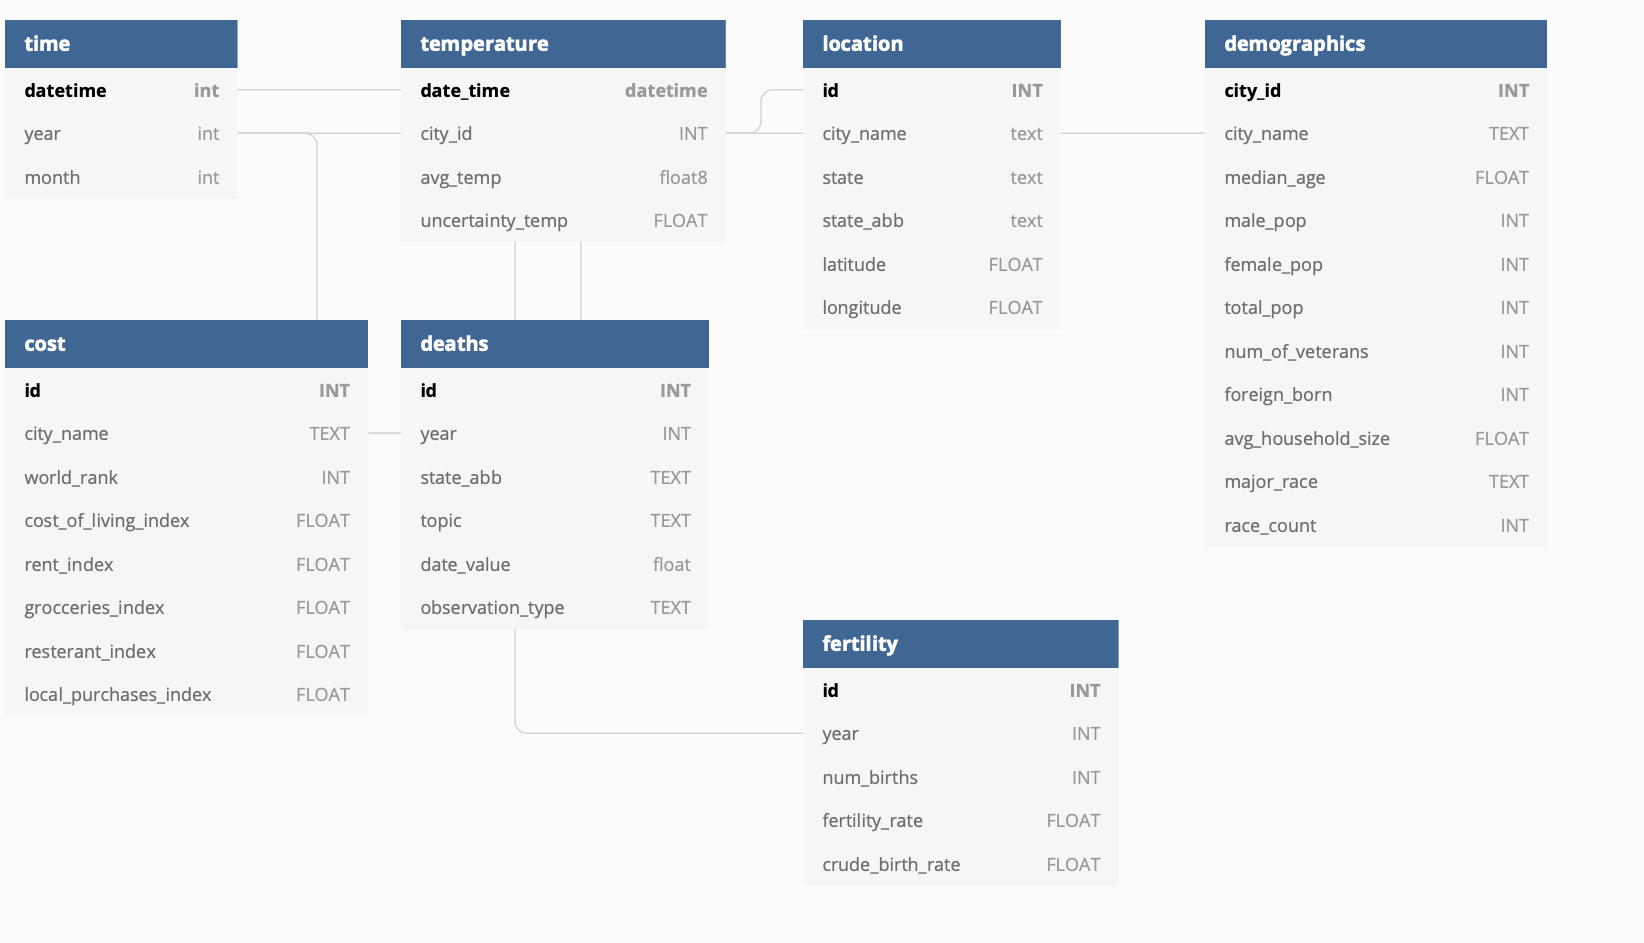 time
datetime int
year int
month int
temperature
date_time datetime
city_id INT
avg_temp float8
uncertainty_temp FLOAT
location
id INT
city_name text
state text
state_abb text
latitude FLOAT
longitude FLOAT
demographics
city_id INT
city_name TEXT
median_age FLOAT
male_pop INT
female_pop INT
total_pop INT
num_of_veterans INT
foreign_born INT
avg_household_size FLOAT
major_race TEXT
race_count INT
cost
id INT
city_name TEXT
world_rank INT
cost_of_living_index FLOAT
rent_index FLOAT
grocceries_index FLOAT
resterant_index FLOAT
local_purchases_index FLOAT
deaths
id INT
year INT
state_abb TEXT
topic TEXT
date_value float
observation_type TEXT
fertility
id INT
year INT
num_births INT
fertility_rate FLOAT
crude_birth_rate FLOAT